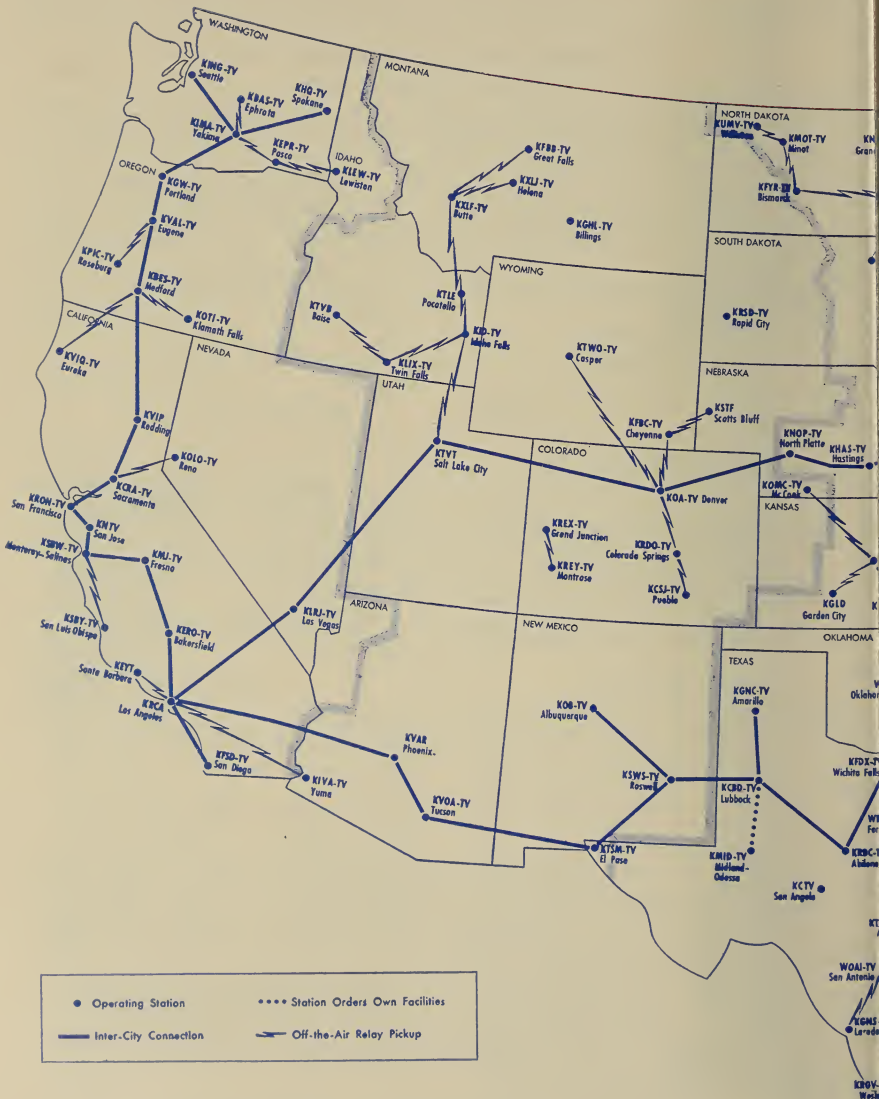 WASHINGTON
KING-TV
Seattle
KBAS-TV
Ephrata
KHQ-TV
Spokane
KIMA-TV
Yakima
KEPR-TV
Pasco
IDAHO
KLEW-TV
Lewiston
MONTANA
KFBB-TV
Great Falls
KXLJ-TV
Helena
KXLF-TV
Butte
KGHL-TV
Billings
NORTH DAKOTA
KUMV-TV
Williston
KMOT-TV
Minot
KFYR-TV
Bismarck
OREGON
KGW-TV
Portland
KVAL-TV
Eugene
KPIC-TV
Roseburg
KBES-TV
Medford
KOTI-TV
Klamath Falls
SOUTH DAKOTA
KRSD-TV
Rapid City
WYOMING
KTWO-TV
Casper
KTLE
Pocatello
KTVB
Boise
KID-TV
Idaho Falls
KLIX-TV
Twin Falls
CALIFORNIA
KVIQ-TV
Eureka
NEVADA
UTAH
NEBRASKA
KSTF
Scotts Bluff
KFBC-TV
Cheyenne
KNOP-TV
North Platte
KHAS-TV
Hastings
KVIP
Redding
KOLO-TV
Reno
KCRA-TV
Sacramento
KTVT
Salt Lake City
COLORADO
KOA-TV Denver
KOMC-TV
McCook
KANSAS
KRON-TV
San Francisco
KNTV
San Jose
KSBW-TV
Monterey-Salinas
KMJ-TV
Fresno
KREX-TV
Grand Junction
KREY-TV
Montrose
KRDO-TV
Colorado Springs
KCSJ-TV
Pueblo
KGLD
Garden City
KSBY-TV
San Luis Obispo
KERO-TV
Bakersfield
KLRJ-TV
Las Vegas
ARIZONA
NEW MEXICO
OKLAHOMA
TEXAS
KEYT
Santa Barbara
KRCA
Los Angeles
KOB-TV
Albuquerque
KGNC-TV
Amarillo
KFSD-TV
San Diego
KIVA-TV
Yuma
KVAR
Phoenix
KVOA-TV
Tucson
KSWS-TV
Roswell
KCBD-TV
Lubbock
KFDX-TV
Wichita Falls
KTSM-TV
El Paso
KMID-TV
Midland-
Odessa
KRBC-T
Abilene
KCTV
San Angelo
WOAI-TV
San Antonio
KGNS
Laredo
KRGV-
Operating Station
Station Orders Own Facilities
Inter-City Connection
Off-the-Air Relay Pickup